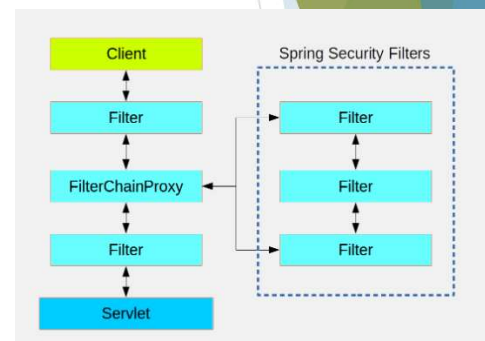 Client
Filter
FilterChainProxy
Filter
Servlet
Spring Security Filters
Filter
Filter
Filter